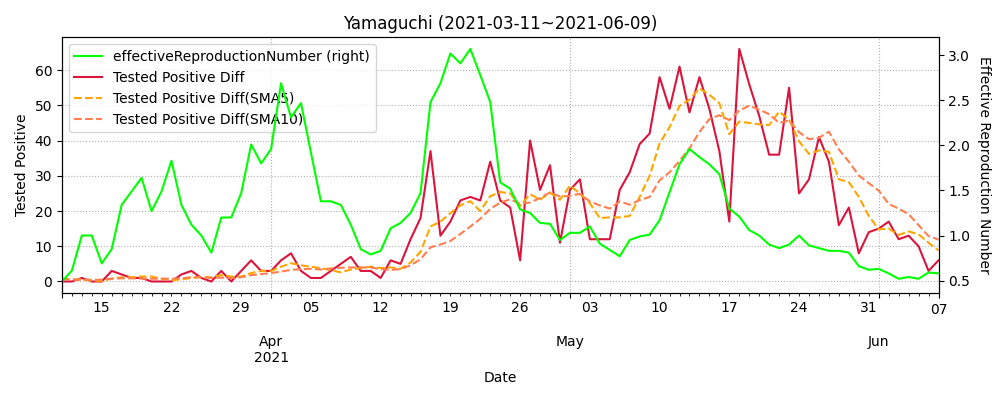 Yamaguchi (2021-03-11~2021-06-09)
effectiveReproductionNumber (right)
Tested Positive Diff
Tested Positive Diff(SMA5)
Tested Positive Diff(SMA10)
Tested Positive
60
50
40
30
20
10
0
3.0
2.5
2.0
1.5
1.0
0.5
Effective Reproduction Number
15 22 29 05 12 19 26 03 10 17 24 31 07
Apr May Jun
2021
Date